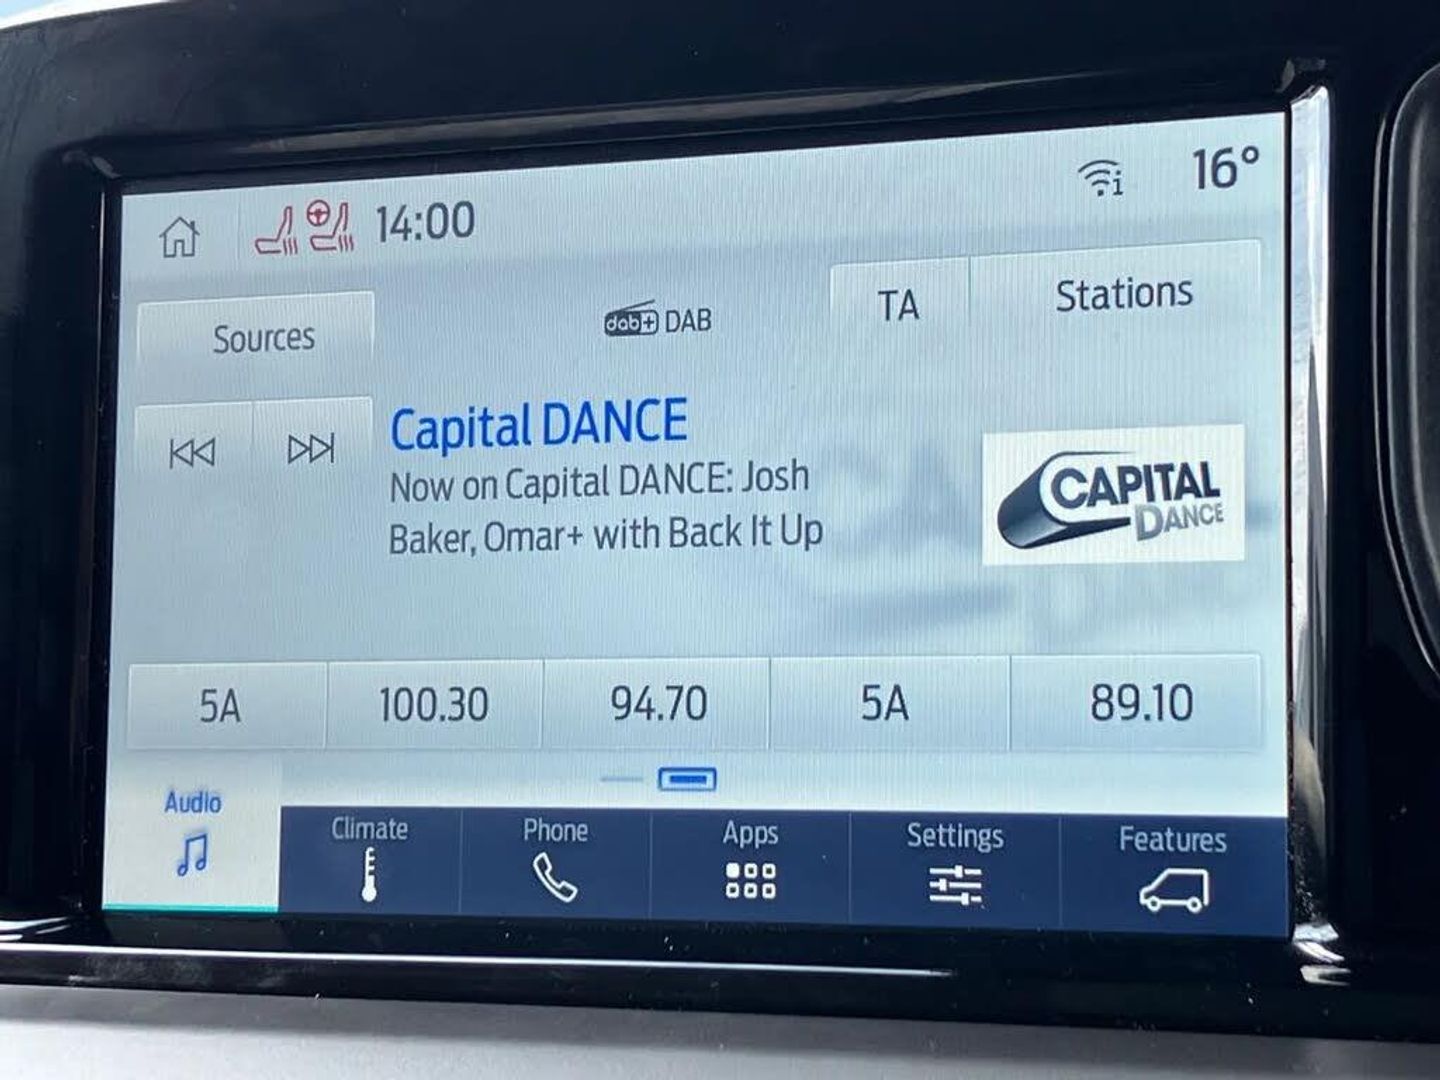 14:00
i 16°
Sources
dab+ DAB
TA
Stations
Capital DANCE
Now on Capital DANCE: Josh
Baker, Omar+ with Back It Up
CAPITAL
DANCE
5A 100.30 94.70 5A 89.10
Audio Climate Phone Apps Settings Features